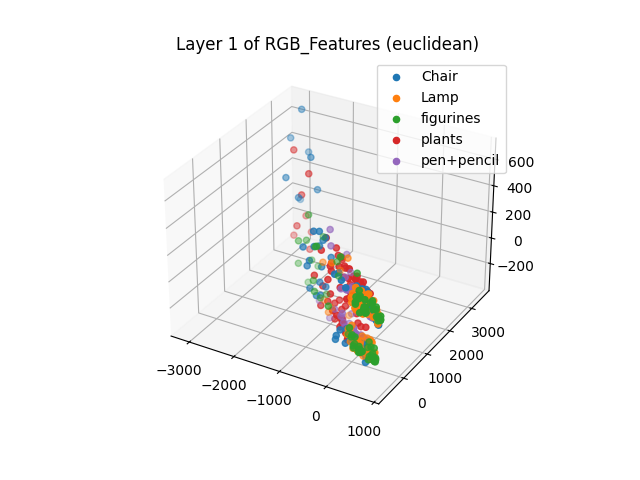 Layer 1 of RGB_Features (euclidean)
Chair
Lamp
figurines
plants
pen+pencil
600
400
200
0
−200
3000
2000
1000
0
−3000
−2000
−1000
0
1000